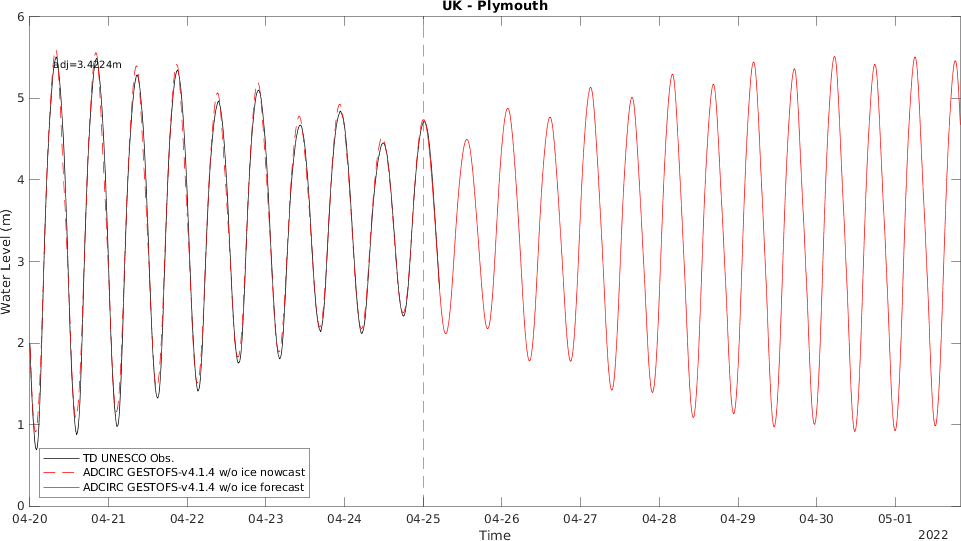 UK - Plymouth
6
5
4
3
2
1
0
Water Level (m)
adj=3.4224m
TD UNESCO Obs.
ADCIRC GESTOFS-v4.1.4 w/o ice nowcast
ADCIRC GESTOFS-v4.1.4 w/o ice forecast
04-20 04-21 04-22 04-23 04-24 04-25 04-26 04-27 04-28 04-29 04-30 05-01
Time
2022